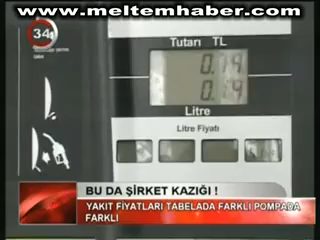 www.meltemhaber.com
34
Tutarı TL
0.14
0.14
Litre
Litre Fiyatı
BU DA ŞİRKET KAZIĞI !
YAKIT FİYATLARI TABELADA FARKLI POMPADA
FARKLI